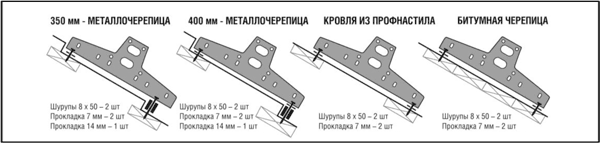 350 мм - МЕТАЛЛОЧЕРЕПИЦА
Шурупы 8 х 50 – 2 шт
Прокладка 7 мм – 2 шт
Прокладка 14 мм – 1 шт
400 мм - МЕТАЛЛОЧЕРЕПИЦА
Шурупы 8 х 50 – 2 шт
Прокладка 7 мм – 2 шт
Прокладка 14 мм – 1 шт
КРОВЛЯ ИЗ ПРОФНАСТИЛА
Шурупы 8 х 50 – 2 шт
Прокладка 7 мм – 2 шт
БИТУМНАЯ ЧЕРЕПИЦА
Шурупы 8 х 50 – 2 шт
Прокладка 7 мм – 2 шт